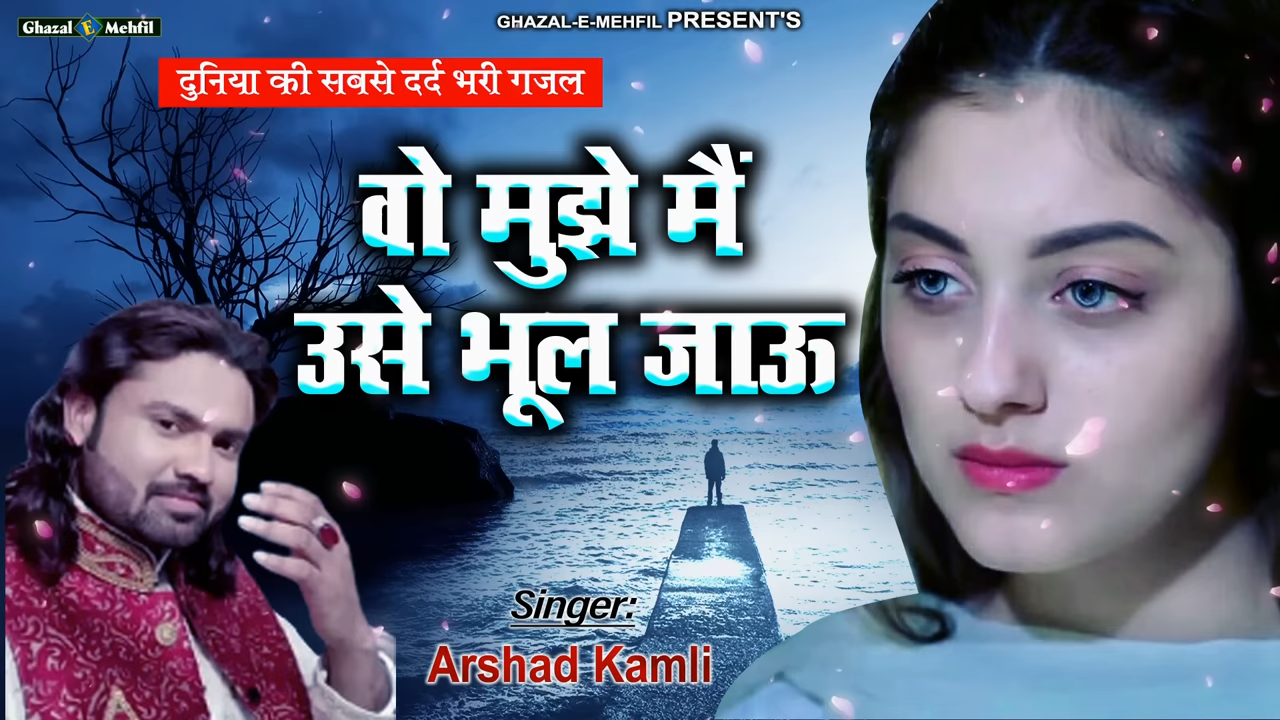 Ghazal E Mehfil
GHAZAL-E-MEHFIL PRESENT'S
दुनिया की सबसे दर्द भरी गजल
वो मुझे मैं
उसे भूल जाऊ
Singer:
Arshad Kamli